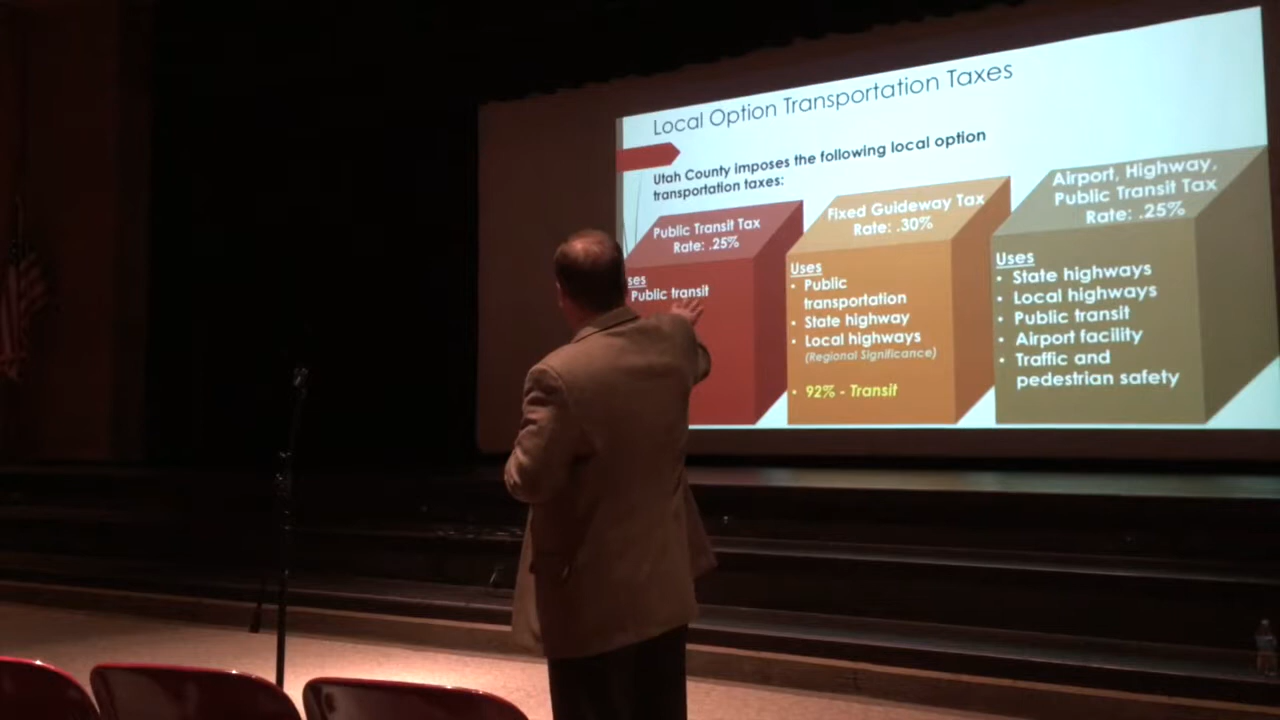 Local Option Transportation Taxes
Utah County imposes the following local option
transportation taxes:
Public Transit Tax
Rate: .25%
ses
Public transit
Fixed Guideway Tax
Rate: .30%
Uses
• Public
transportation
• State highway
• Local highways
(Regional Significance)
• 92% - Transit
Airport, Highway,
Public Transit Tax
Rate: .25%
Uses
• State highways
• Local highways
• Public transit
• Airport facility
• Traffic and
pedestrian safety